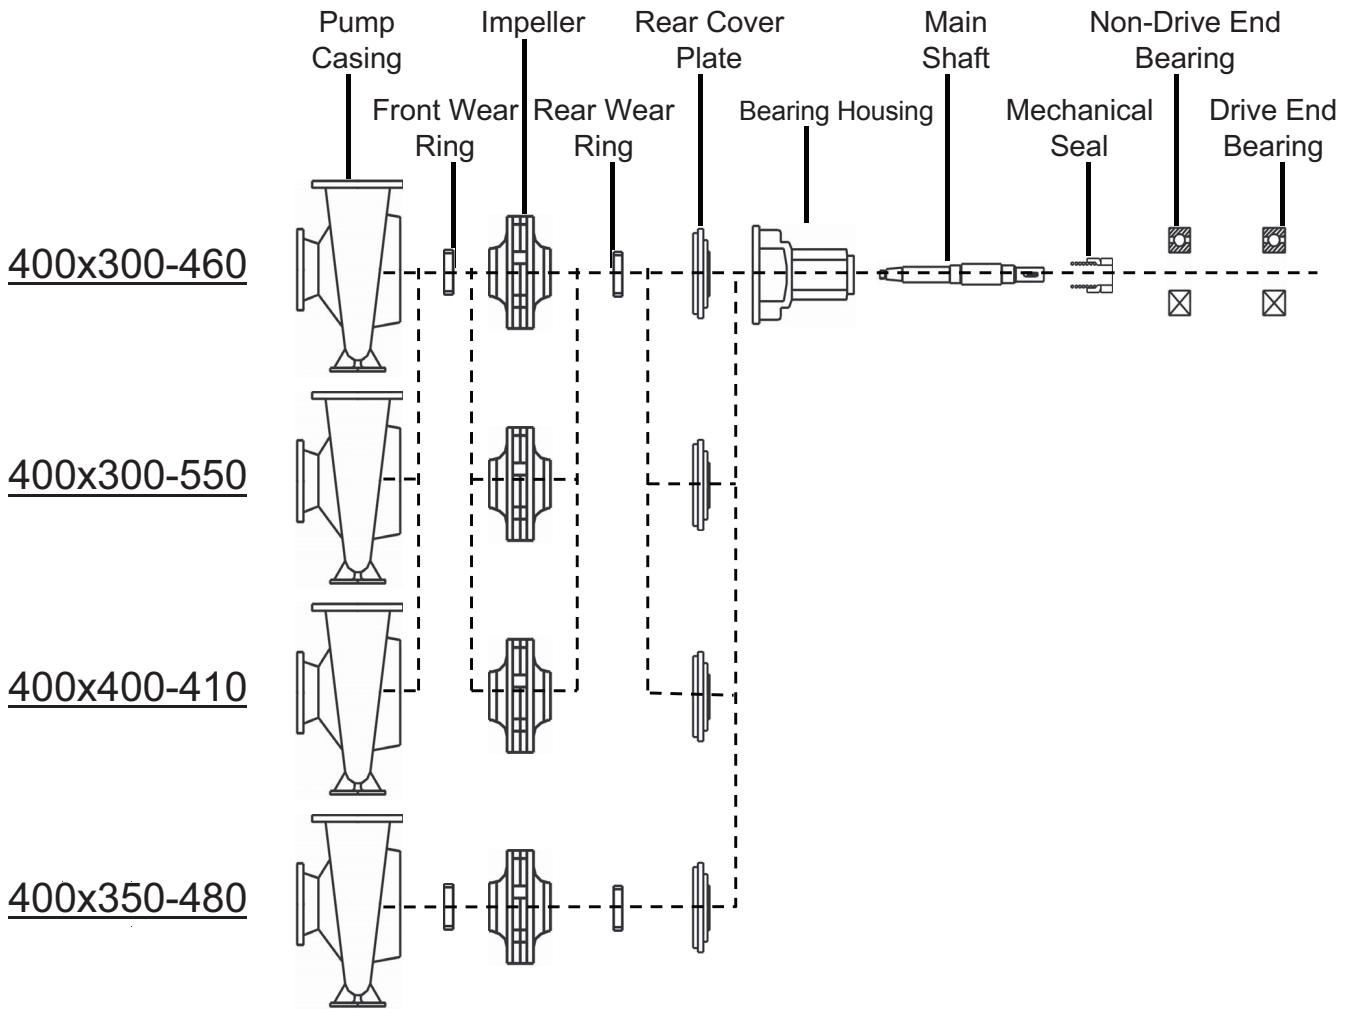 Pump
Casing
Impeller
Rear Cover
Plate
Main
Shaft
Non-Drive End
Bearing
Front Wear
Ring
Rear Wear
Ring
Bearing Housing
Mechanical
Seal
Drive End
Bearing
400x300-460
400x300-550
400x400-410
400x350-480